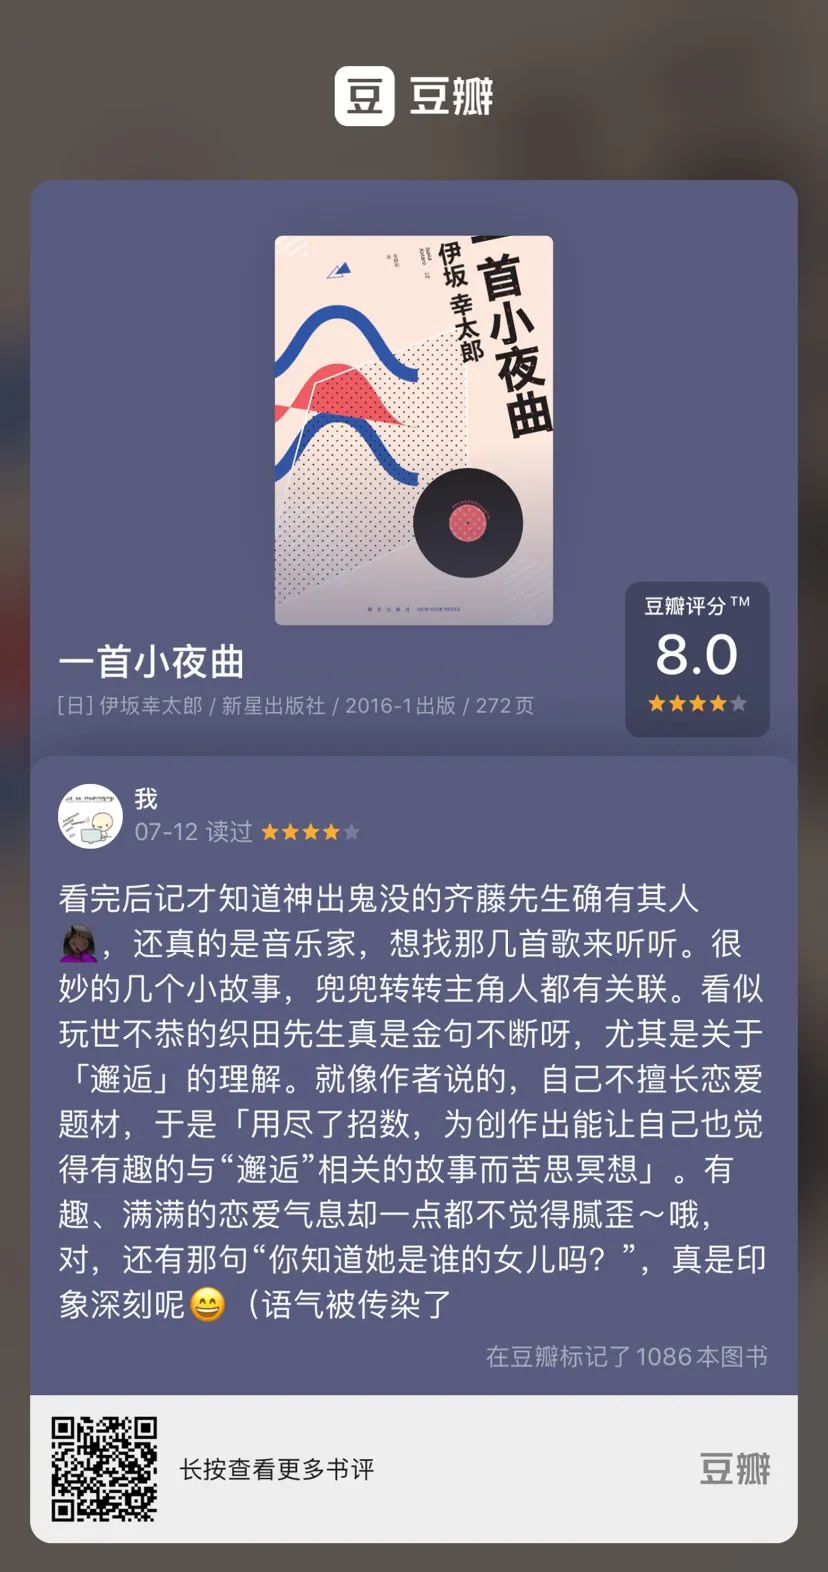 豆 豆瓣
一首小夜曲
伊坂 幸太郎
NEW STAR PRESS
一首小夜曲
[日] 伊坂幸太郎 / 新星出版社 / 2016-1出版 / 272页
豆瓣评分™
8.0
我
07-12 读过
看完后记才知道神出鬼没的齐藤先生确有其人
🤷🏿‍♀️，还真的是音乐家，想找那几首歌来听听。很
妙的几个小故事，兜兜转转主角人都有关联。看似
玩世不恭的织田先生真是金句不断呀，尤其是关于
「邂逅」的理解。就像作者说的，自己不擅长恋爱
题材，于是「用尽了招数，为创作出能让自己也觉
得有趣的与“邂逅”相关的故事而苦思冥想」。有
趣、满满的恋爱气息却一点都不觉得腻歪～哦，
对，还有那句“你知道她是谁的女儿吗？”，真是印
象深刻呢😄（语气被传染了
在豆瓣标记了1086本图书
长按查看更多书评
豆瓣